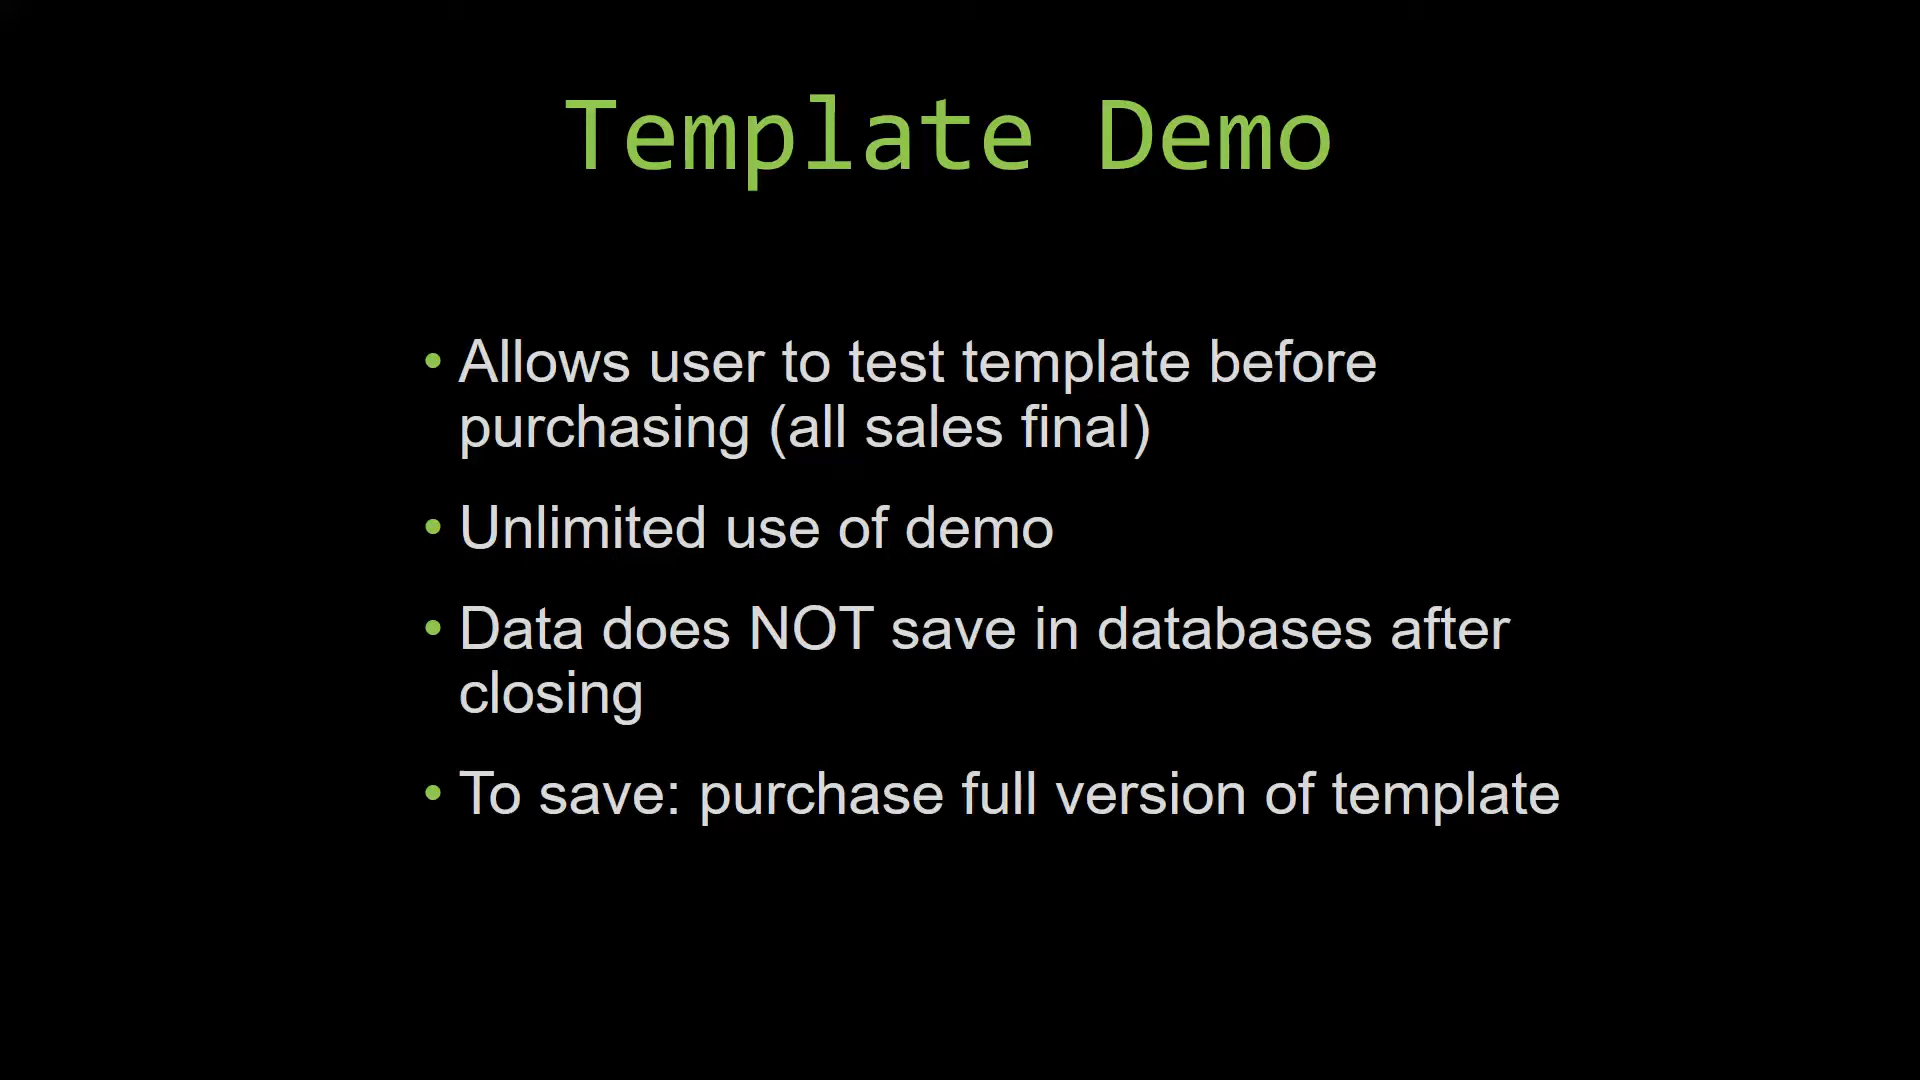 Template Demo
• Allows user to test template before
purchasing (all sales final)
• Unlimited use of demo
• Data does NOT save in databases after
closing
• To save: purchase full version of template